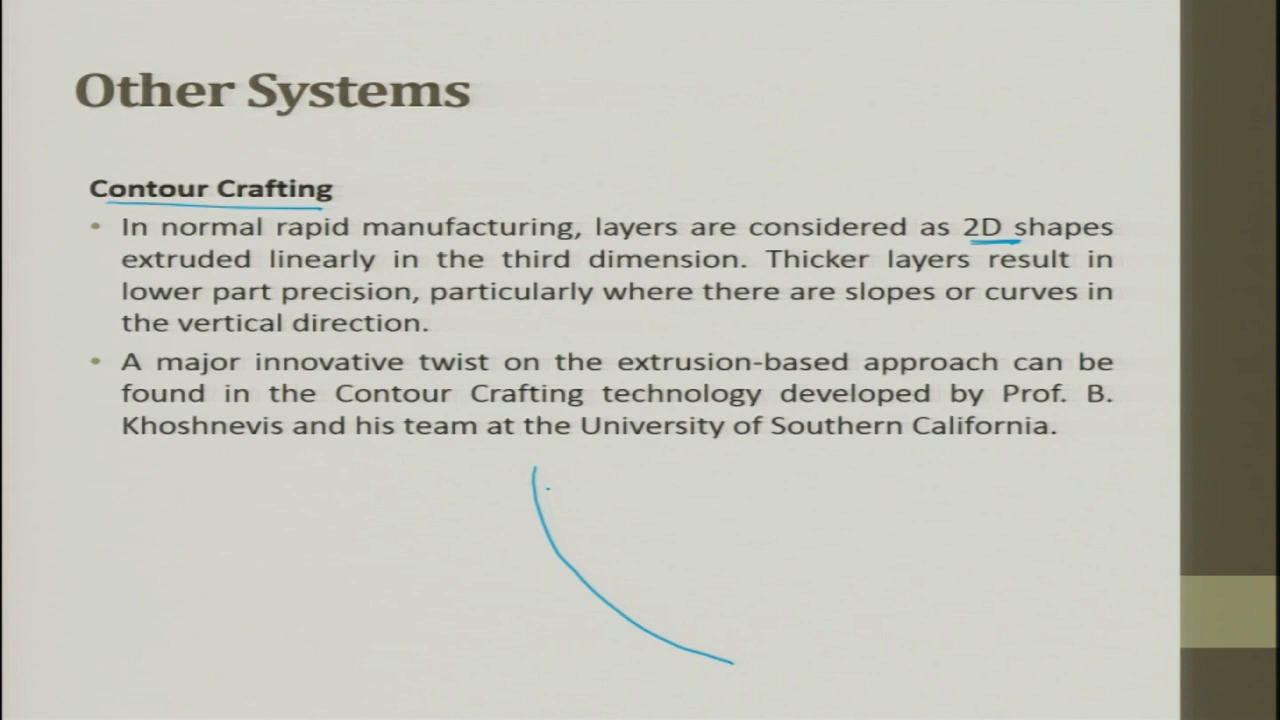 Other Systems
Contour Crafting
• In normal rapid manufacturing, layers are considered as 2D shapes
extruded linearly in the third dimension. Thicker layers result in
lower part precision, particularly where there are slopes or curves in
the vertical direction.
• A major innovative twist on the extrusion-based approach can be
found in the Contour Crafting technology developed by Prof. B.
Khoshnevis and his team at the University of Southern California.